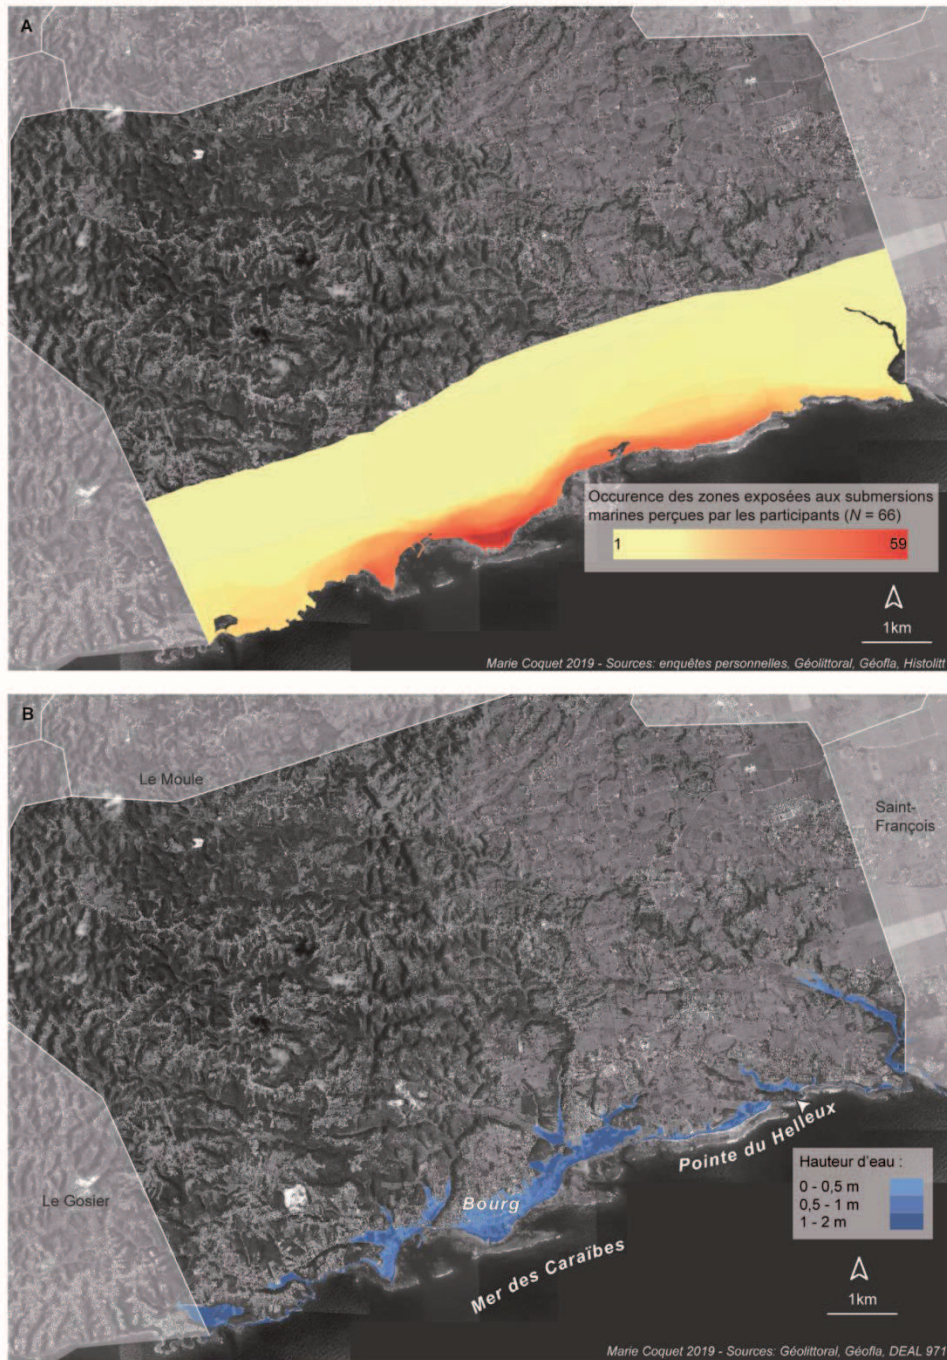 A
Occurence des zones exposées aux submersions
marines perçues par les participants (N = 66)
1 59
1km
Marie Coquet 2019 - Sources: enquêtes personnelles, Géolittoral, Géofla, Histolitt
B
Le Moule
Saint-
François
Pointe du Helleux
Hauteur d'eau :
0 - 0,5 m
0,5 - 1 m
1 - 2 m
Le Gosier
Bourg
Mer des Caraïbes
1km
Marie Coquet 2019 - Sources: Géolittoral, Géofla, DEAL 971